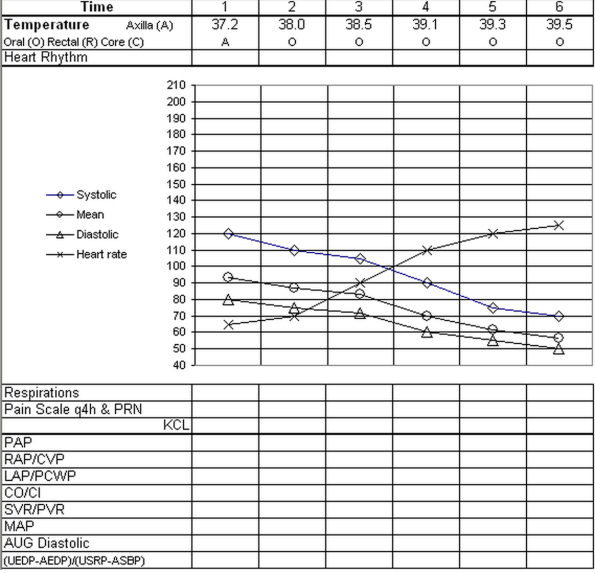 Time 1 2 3 4 5 6
Temperature Axilla (A) 37.2 38.0 38.5 39.1 39.3 39.5
Oral (O) Rectal (R) Core (C) A O O O O O
Heart Rhythm
210
200
190
180
170
160
150
140
130
120
110
100
90
80
70
60
50
40
Systolic
Mean
Diastolic
Heart rate
Respirations
Pain Scale q4h & PRN
KCL
PAP
RAP/CVP
LAP/PCWP
CO/CI
SVR/PVR
MAP
AUG Diastolic
(UEDP-AEDP)/(USRP-ASBP)